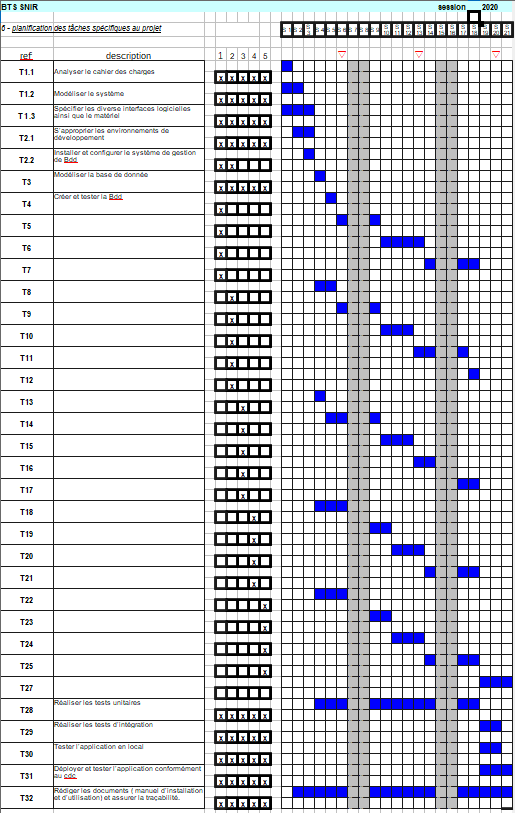 BTS SNIR session 2020
6 - planification des tâches spécifiques au projet
ref description 1 2 3 4 5
T1.1 Analyser le cahier des charges x x x x x
T1.2 Modéliser le système x x x x x
T1.3 Spécifier les diverse interfaces logicielles
ainsi que le matériel x x x x x
T2.1 S'approprier les environnements de
développement x x x x x
T2.2 Installer et configurer le système de gestion
de Bdd x x
T3 Modéliser la base de donnée x x x x x
T4 Créer et tester la Bdd x
T5 x
T6 x
T7 x
T8 x
T9 x
T10 x
T11 x
T12 x
T13 x
T14 x
T15 x
T16 x
T17 x
T18 x
T19 x
T20 x
T21 x
T22 x
T23 x
T24 x
T25 x
T27
T28 Réaliser les tests unitaires x x x x x
T29 Réaliser les tests d'intégration x x x x x
T30 Tester l'application en local x x x x x
T31 Déployer et tester l'application conformément
au cdc x x x x x
T32 Rédiger les documents ( manuel d'installation
et d'utilisation) et assurer la traçabilité. x x x x x